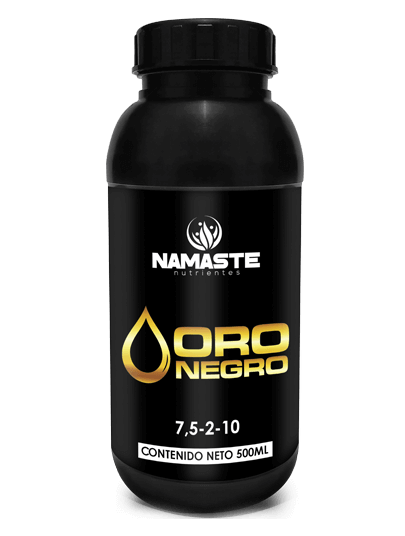 NAMASTE
nutrientes
ORO
NEGRO
7,5-2-10
CONTENIDO NETO 500ML